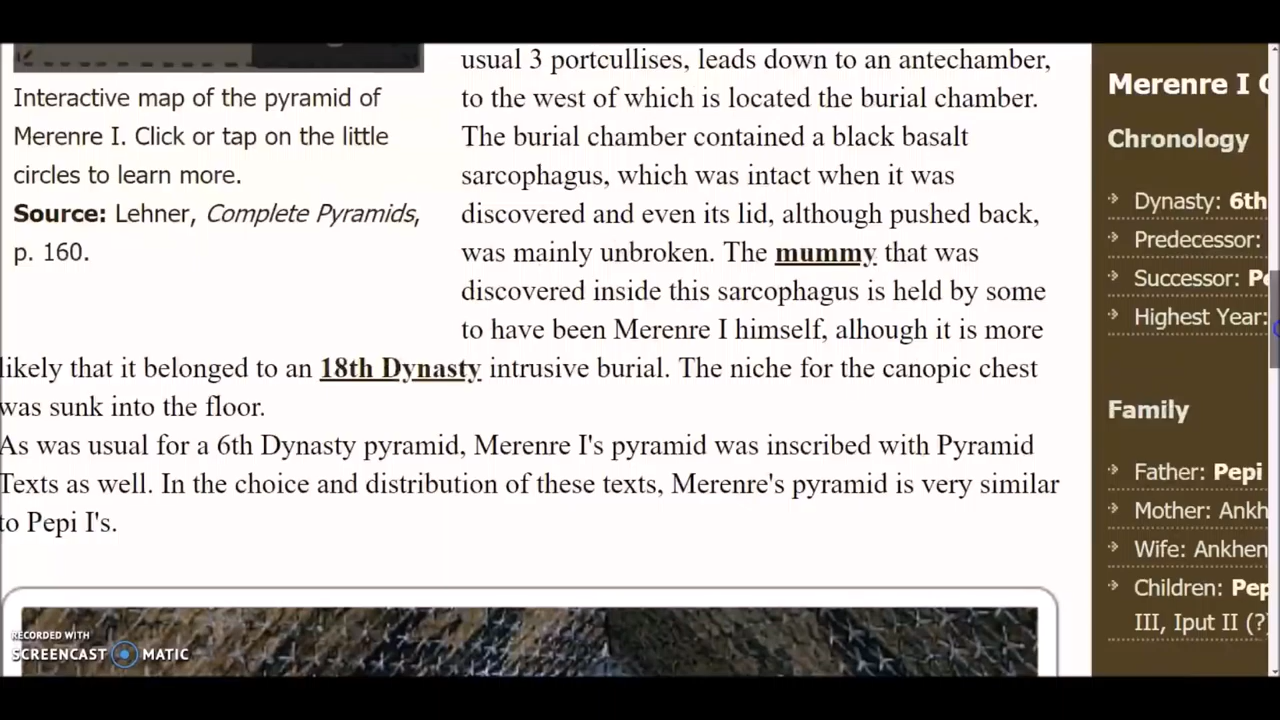 usual 3 portcullises, leads down to an antechamber,
to the west of which is located the burial chamber.
The burial chamber contained a black basalt
sarcophagus, which was intact when it was
discovered and even its lid, although pushed back,
was mainly unbroken. The mummy that was
discovered inside this sarcophagus is held by some
to have been Merenre I himself, alhough it is more
likely that it belonged to an 18th Dynasty intrusive burial. The niche for the canopic chest
was sunk into the floor.
As was usual for a 6th Dynasty pyramid, Merenre I's pyramid was inscribed with Pyramid
Texts as well. In the choice and distribution of these texts, Merenre's pyramid is very similar
to Pepi I's.
Interactive map of the pyramid of
Merenre I. Click or tap on the little
circles to learn more.
Source: Lehner, Complete Pyramids,
p. 160.
Merenre I
Chronology
Dynasty: 6th
Predecessor:
Successor:
Highest Year:
Family
Father: Pepi
Mother: Ankh
Wife: Ankhen
Children: Pep
III, Iput II (?)
RECORDED WITH
SCREENCAST MATIC